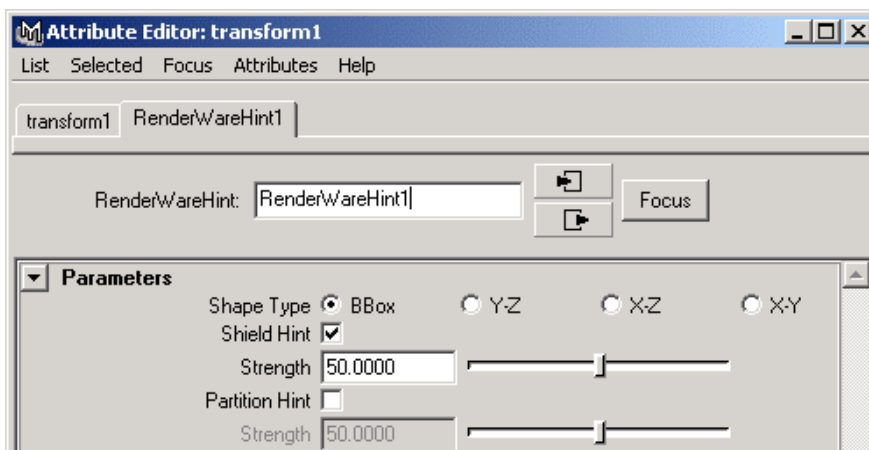 Attribute Editor: transform1
List Selected Focus Attributes Help
transform1 RenderWareHint1
RenderWareHint: RenderWareHint1 Focus
Parameters
Shape Type BBox Y-Z X-Z X-Y
Shield Hint
Strength 50.0000
Partition Hint
Strength 50.0000